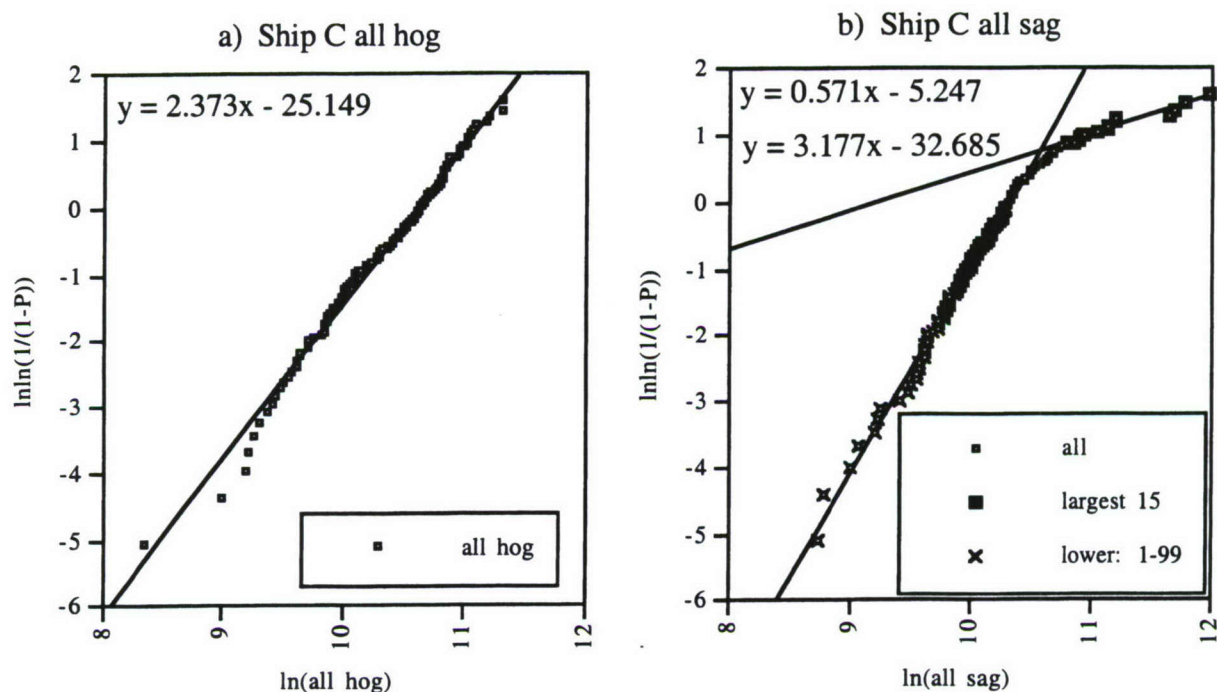 a) Ship C all hog
y = 2.373x - 25.149
lnln(1/(1-P))
2
1
0
-1
-2
-3
-4
-5
-6
all hog
8
9
10
11
12
ln(all hog)
b) Ship C all sag
y = 0.571x - 5.247
y = 3.177x - 32.685
lnln(1/(1-P))
2
1
0
-1
-2
-3
-4
-5
-6
all
largest 15
lower: 1-99
8
9
10
11
12
ln(all sag)